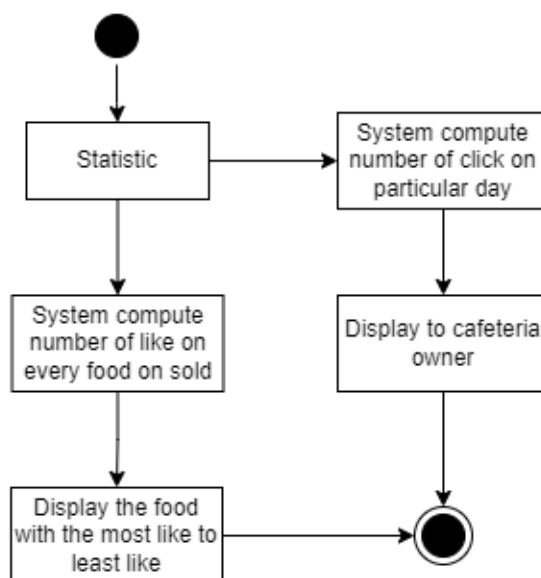 Statistic
System compute
number of click on
particular day
System compute
number of like on
every food on sold
Display to cafeteria
owner
Display the food
with the most like to
least like